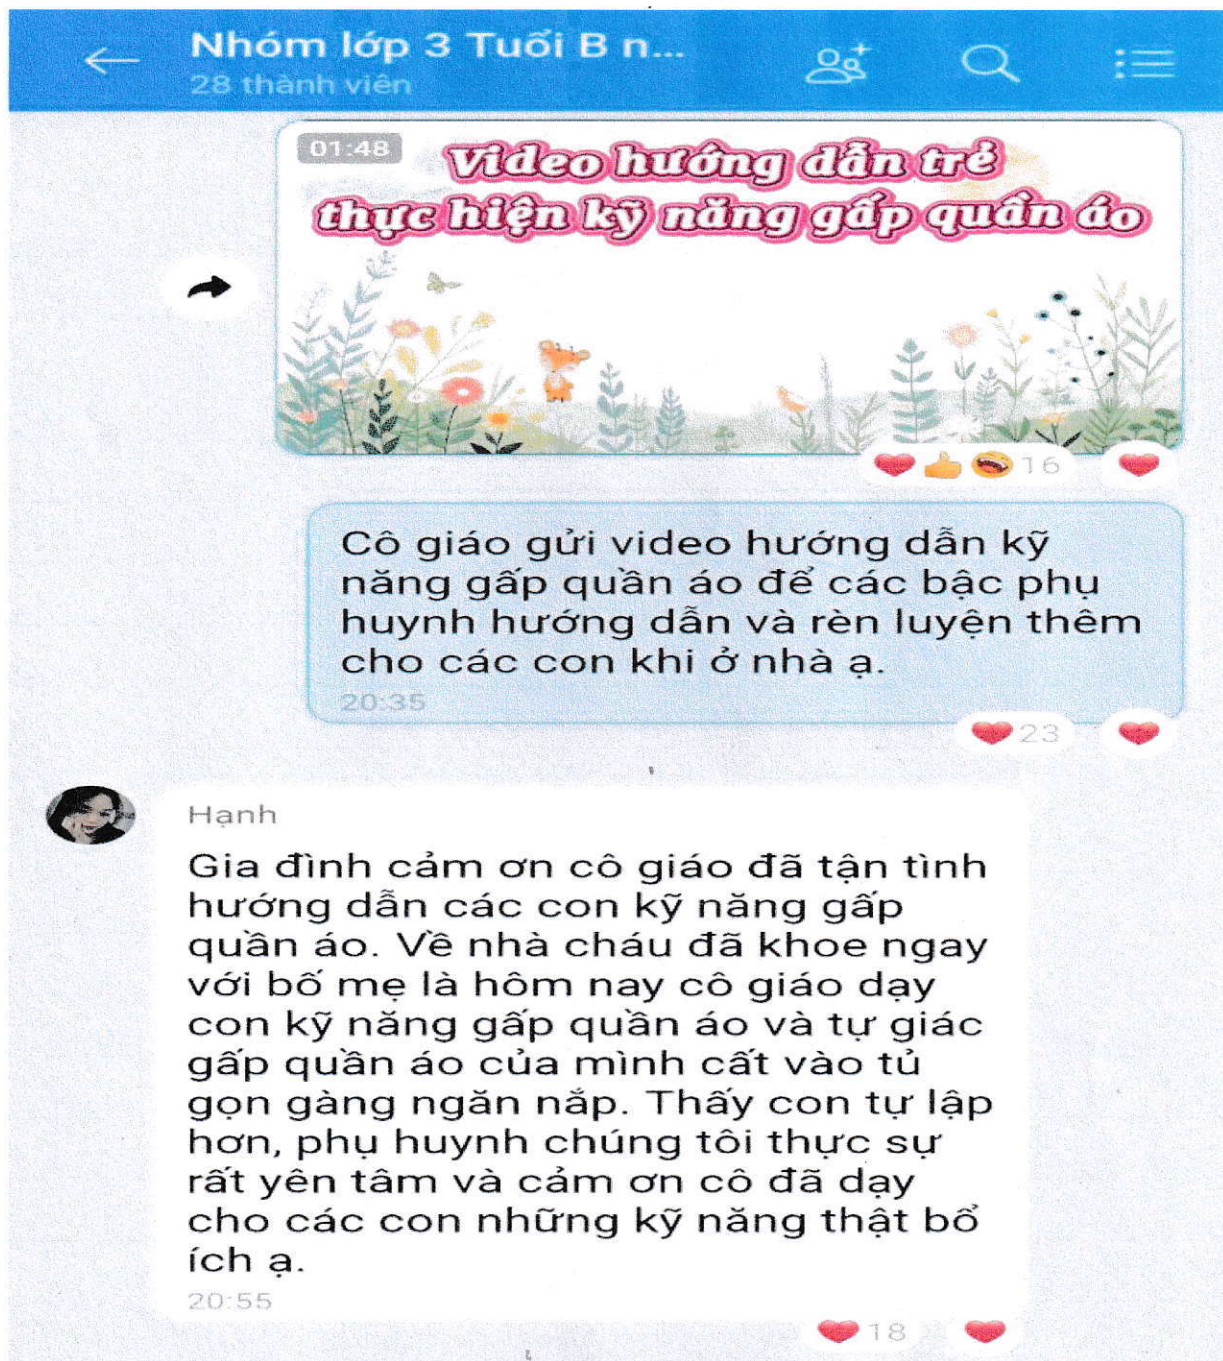 Nhóm lớp 3 Tuổi B n...
28 thành viên
01:48
Video hướng dẫn trẻ
thực hiện kỹ năng gấp quần áo
16
Cô giáo gửi video hướng dẫn kỹ
năng gấp quần áo để các bậc phụ
huynh hướng dẫn và rèn luyện thêm
cho các con khi ở nhà ạ.
20:35
23
Hạnh
Gia đình cảm ơn cô giáo đã tận tình
hướng dẫn các con kỹ năng gấp
quần áo. Về nhà cháu đã khoe ngay
với bố mẹ là hôm nay cô giáo dạy
con kỹ năng gấp quần áo và tự giác
gấp quần áo của mình cất vào tủ
gọn gàng ngăn nắp. Thấy con tự lập
hơn, phụ huynh chúng tôi thực sự
rất yên tâm và cảm ơn cô đã dạy
cho các con những kỹ năng thật bổ
ích ạ.
20:55
18